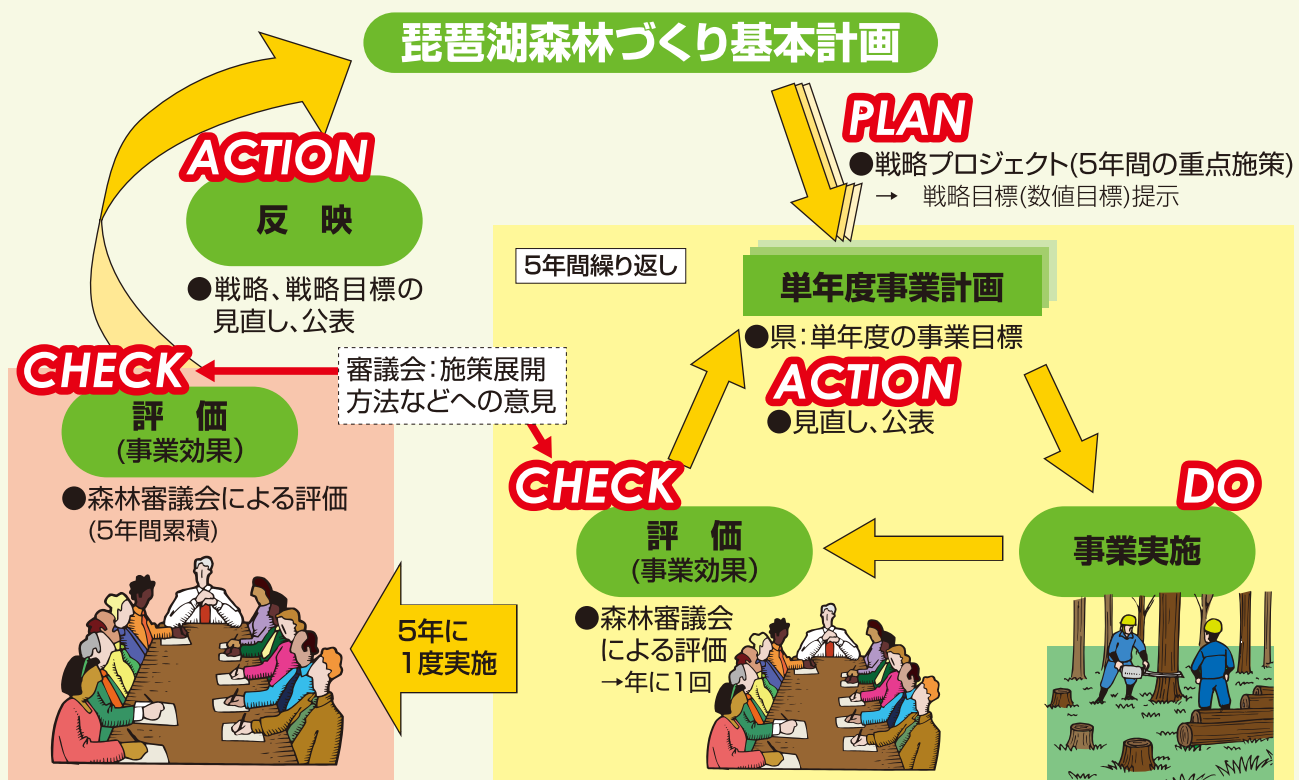 琵琶湖森林づくり基本計画
PLAN
●戦略プロジェクト(5年間の重点施策)
→ 戦略目標(数値目標)提示
ACTION
反 映
●戦略、戦略目標の
見直し、公表
5年間繰り返し
単年度事業計画
●県：単年度の事業目標
ACTION
●見直し、公表
審議会：施策展開
方法などへの意見
CHECK
評 価
(事業効果)
●森林審議会による評価
(5年間累積)
CHECK
評 価
(事業効果)
●森林審議会
による評価
→年に1回
DO
事業実施
5年に
1度実施